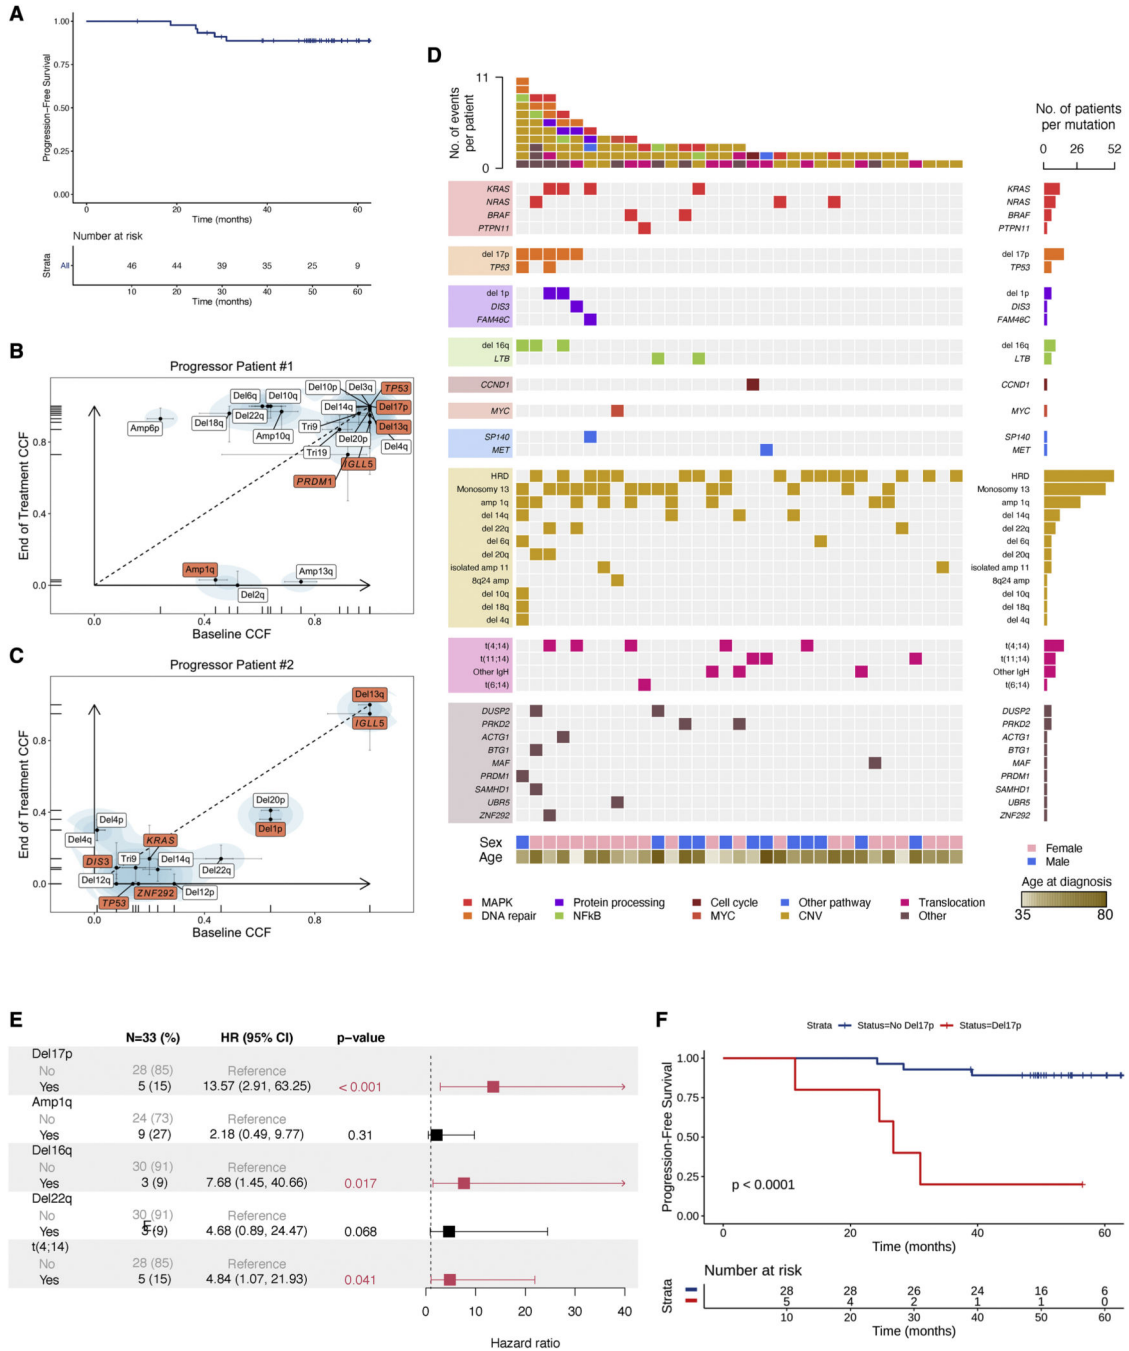 A
1.00
0.75
0.50
0.25
0.00
Progression-Free Survival
0 20 40 60
Time (months)
Number at risk
Strata
All 46 44 39 35 25 9
10 20 30 40 50 60
Time (months)
B
Progressor Patient #1
Del10p Del3q TP53
Del6q Del10q
Del14q Del17p
Amp6p Del18q Del22q
Amp10q Tri9 Del13q
Del20p Del4q
Tri19 IGLL5
PRDM1
Amp1q Amp13q
Del2q
End of Treatment CCF
0.8
0.4
0.0
0.0 0.4 0.8
Baseline CCF
C
Progressor Patient #2
Del13q
IGLL5
Del20p
Del1p
Del4p
Del4q KRAS
DIS3 Tri9 Del14q
Del22q
Del12q
ZNF292 Del12p
TP53
End of Treatment CCF
0.8
0.4
0.0
0.0 0.4 0.8
Baseline CCF
D
No. of events
per patient
11
0
No. of patients
per mutation
0 26 52
KRAS KRAS
NRAS NRAS
BRAF BRAF
PTPN11 PTPN11
del 17p del 17p
TP53 TP53
del 1p del 1p
DIS3 DIS3
FAM46C FAM46C
del 16q del 16q
LTB LTB
CCND1 CCND1
MYC MYC
SP140 SP140
MET MET
HRD HRD
Monosomy 13 Monosomy 13
amp 1q amp 1q
del 14q del 14q
del 22q del 22q
del 6q del 6q
del 20q del 20q
isolated amp 11 isolated amp 11
8q24 amp 8q24 amp
del 10q del 10q
del 18q del 18q
del 4q del 4q
t(4;14) t(4;14)
t(11;14) t(11;14)
Other IgH Other IgH
t(6;14) t(6;14)
DUSP2 DUSP2
PRKD2 PRKD2
ACTG1 ACTG1
BTG1 BTG1
MAF MAF
PRDM1 PRDM1
SAMHD1 SAMHD1
UBR5 UBR5
ZNF292 ZNF292
Sex
Age
Female
Male
Age at diagnosis
35 80
MAPK Protein processing Cell cycle Other pathway Translocation
DNA repair NFkB MYC CNV Other
E
N=33 (%) HR (95% CI) p-value
Del17p
No 28 (85) Reference
Yes 5 (15) 13.57 (2.91, 63.25) < 0.001
Amp1q
No 24 (73) Reference
Yes 9 (27) 2.18 (0.49, 9.77) 0.31
Del16q
No 30 (91) Reference
Yes 3 (9) 7.68 (1.45, 40.66) 0.017
Del22q
No 30 (91) Reference
Yes 3 (9) 4.68 (0.89, 24.47) 0.068
t(4;14)
No 28 (85) Reference
Yes 5 (15) 4.84 (1.07, 21.93) 0.041
0 10 20 30 40
Hazard ratio
F
Strata Status=No Del17p Status=Del17p
1.00
0.75
0.50
0.25
0.00
Progression-Free Survival
p < 0.0001
0 20 40 60
Time (months)
Number at risk
Strata
28 28 26 24 16 6
5 4 2 1 1 0
10 20 30 40 50 60
Time (months)